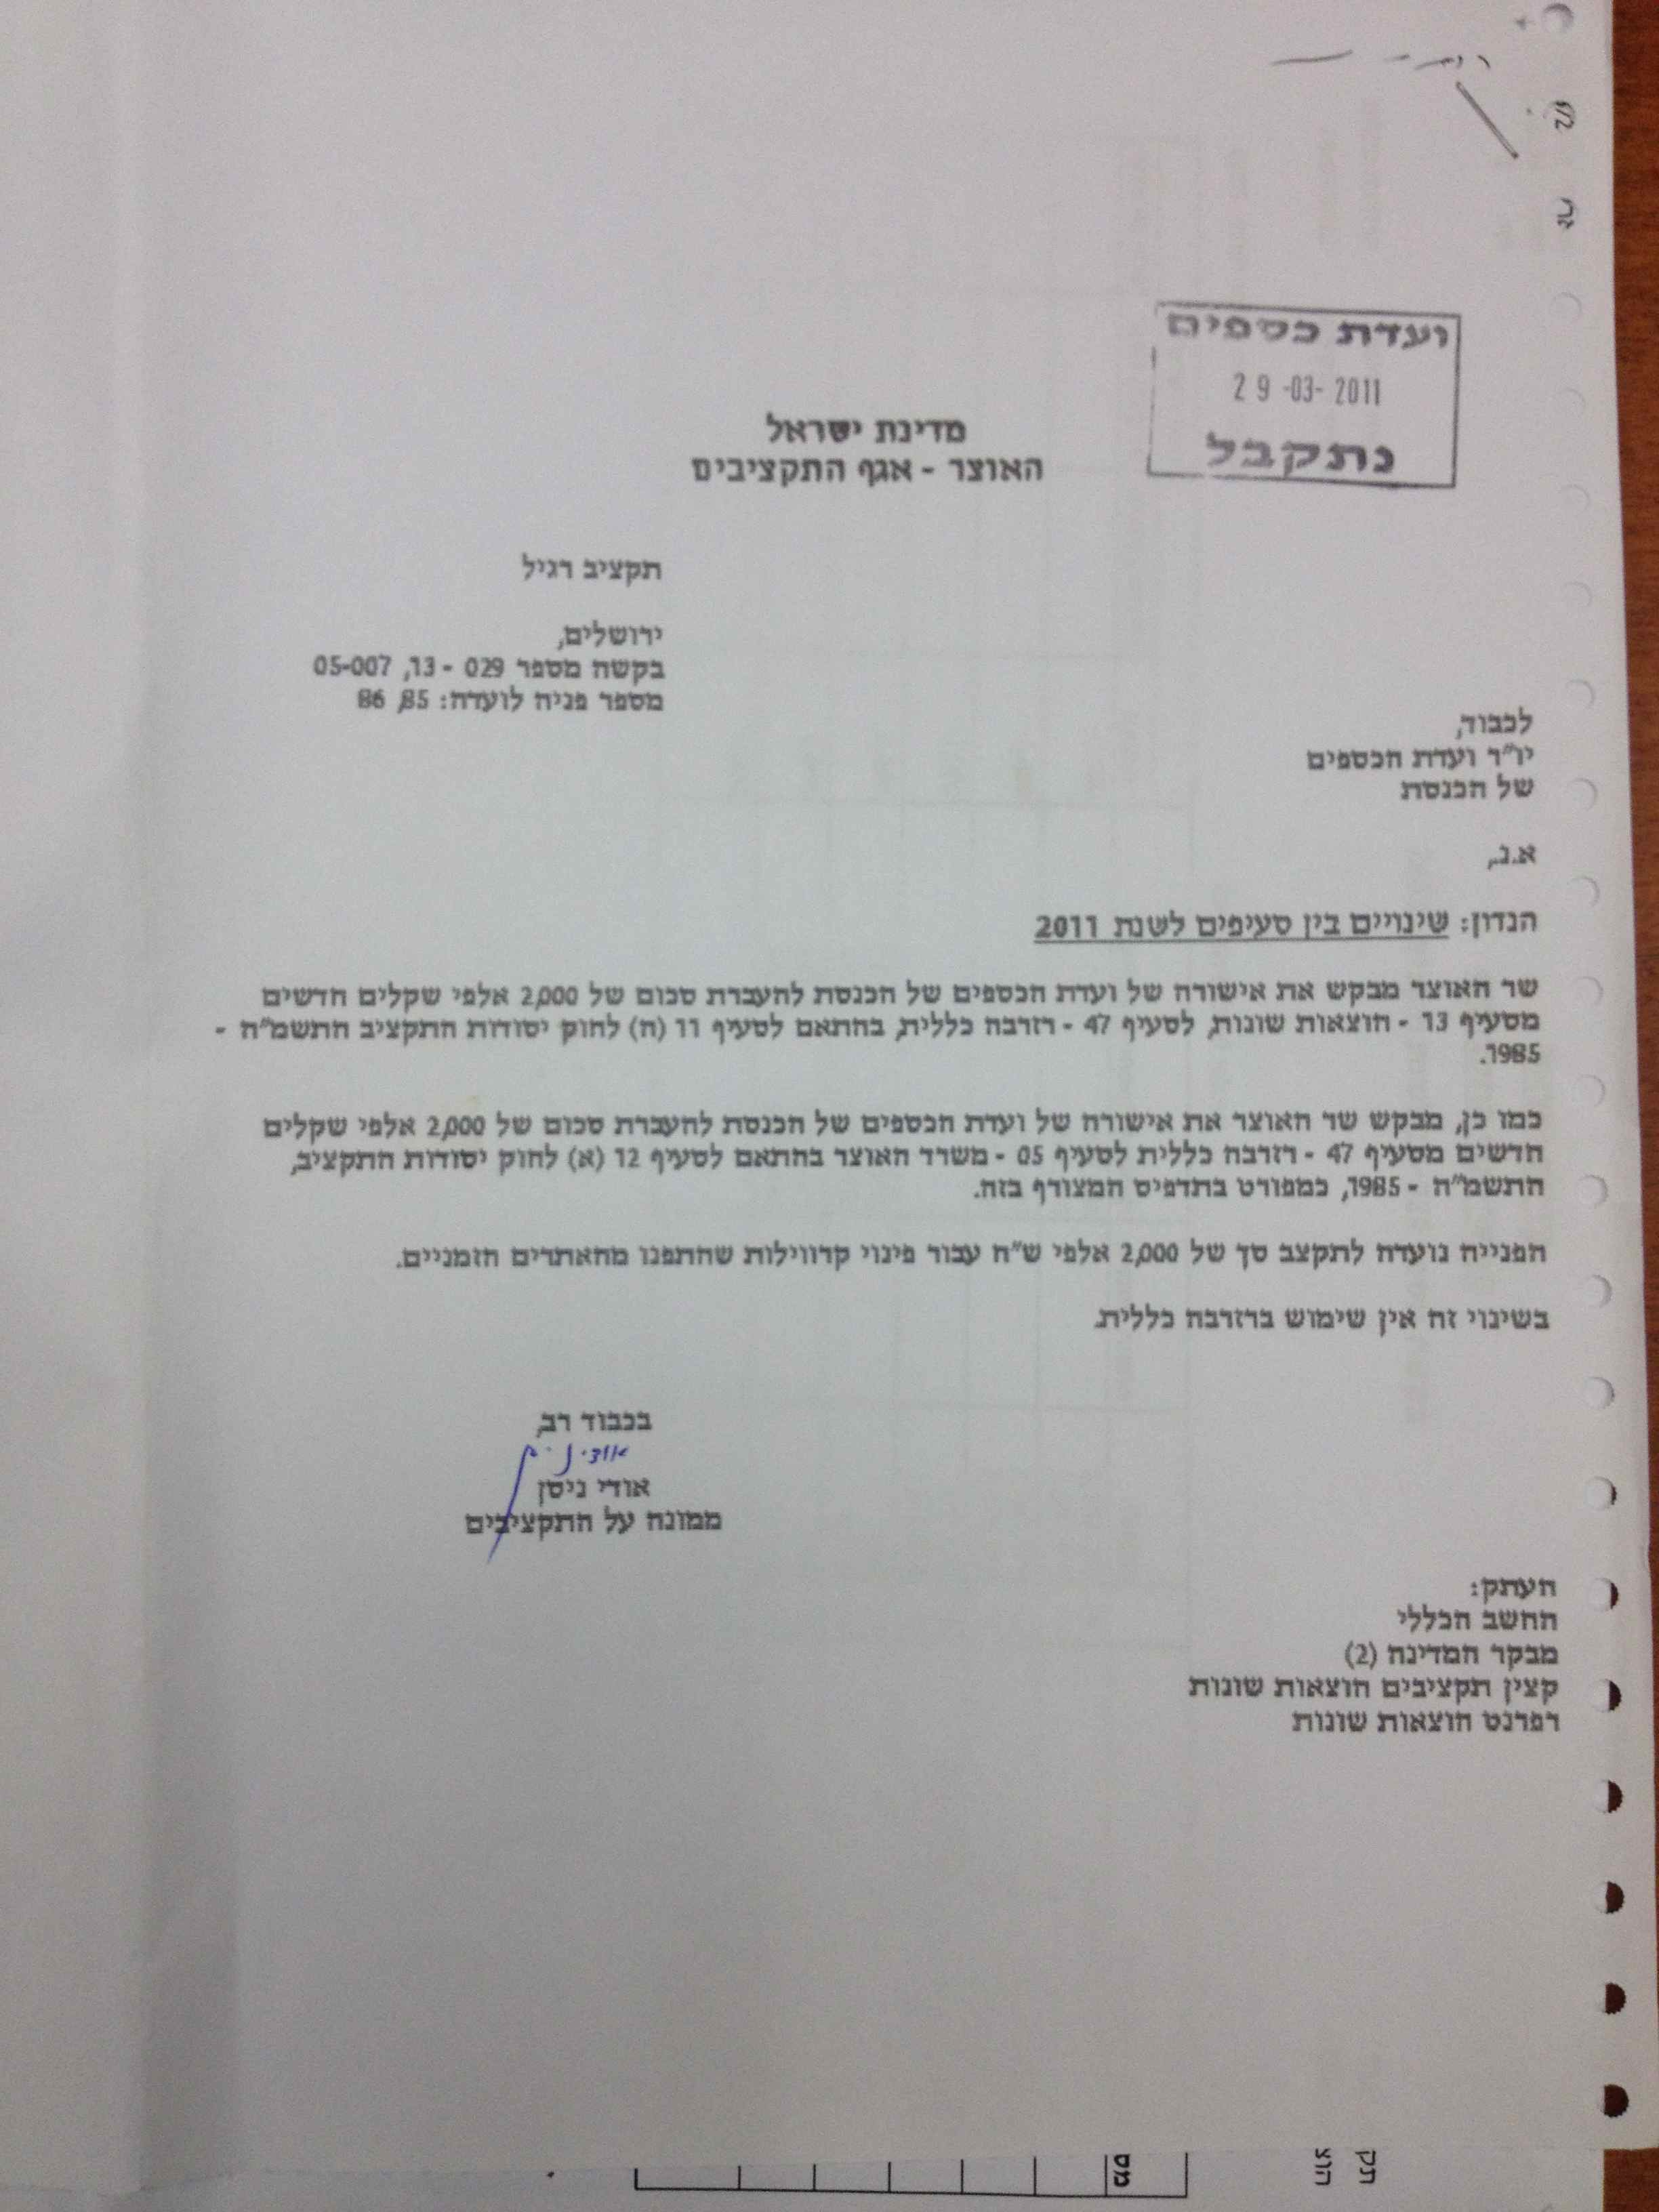 ועדת כספים
29-03-2011
נתקבל
מדינת ישראל
האוצר - אגף התקציבים
תקציב רגיל
ירושלים,
בקשה מספר 029 - 13, 05-007
מספר פניה לועדה: 85, 86
לכבוד,
יו"ר ועדת הכספים
של הכנסת
א.נ.,
הנדון: שינויים בין סעיפים לשנת 2011
שר האוצר מבקש את אישורה של ועדת הכספים של הכנסת להעברת סכום של 2,000 אלפי שקלים חדשים
מסעיף 13 - הוצאות שונות, לסעיף 47 - רזרבה כללית, בהתאם לסעיף 11 (ח) לחוק יסודות התקציב התשמ"ה -
1985.
כמו כן, מבקש שר האוצר את אישורה של ועדת הכספים של הכנסת להעברת סכום של 2,000 אלפי שקלים
חדשים מסעיף 47 - רזרבה כללית לסעיף 05 - משרד האוצר בהתאם לסעיף 12 (א) לחוק יסודות התקציב,
התשמ"ה - 1985, כמפורט בתדפיס המצורף בזה.
הפנייה נועדה לתקצב סך של 2,000 אלפי ש"ח עבור פינוי קרווילות שהתפנו מהאתרים הזמניים.
בשינוי זה אין שימוש ברזרבה כללית.
בכבוד רב,
אודי ניסן
ממונה על התקציבים
העתק:
החשב הכללי
מבקר המדינה (2)
קצין תקציבים הוצאות שונות
רפרנט הוצאות שונות